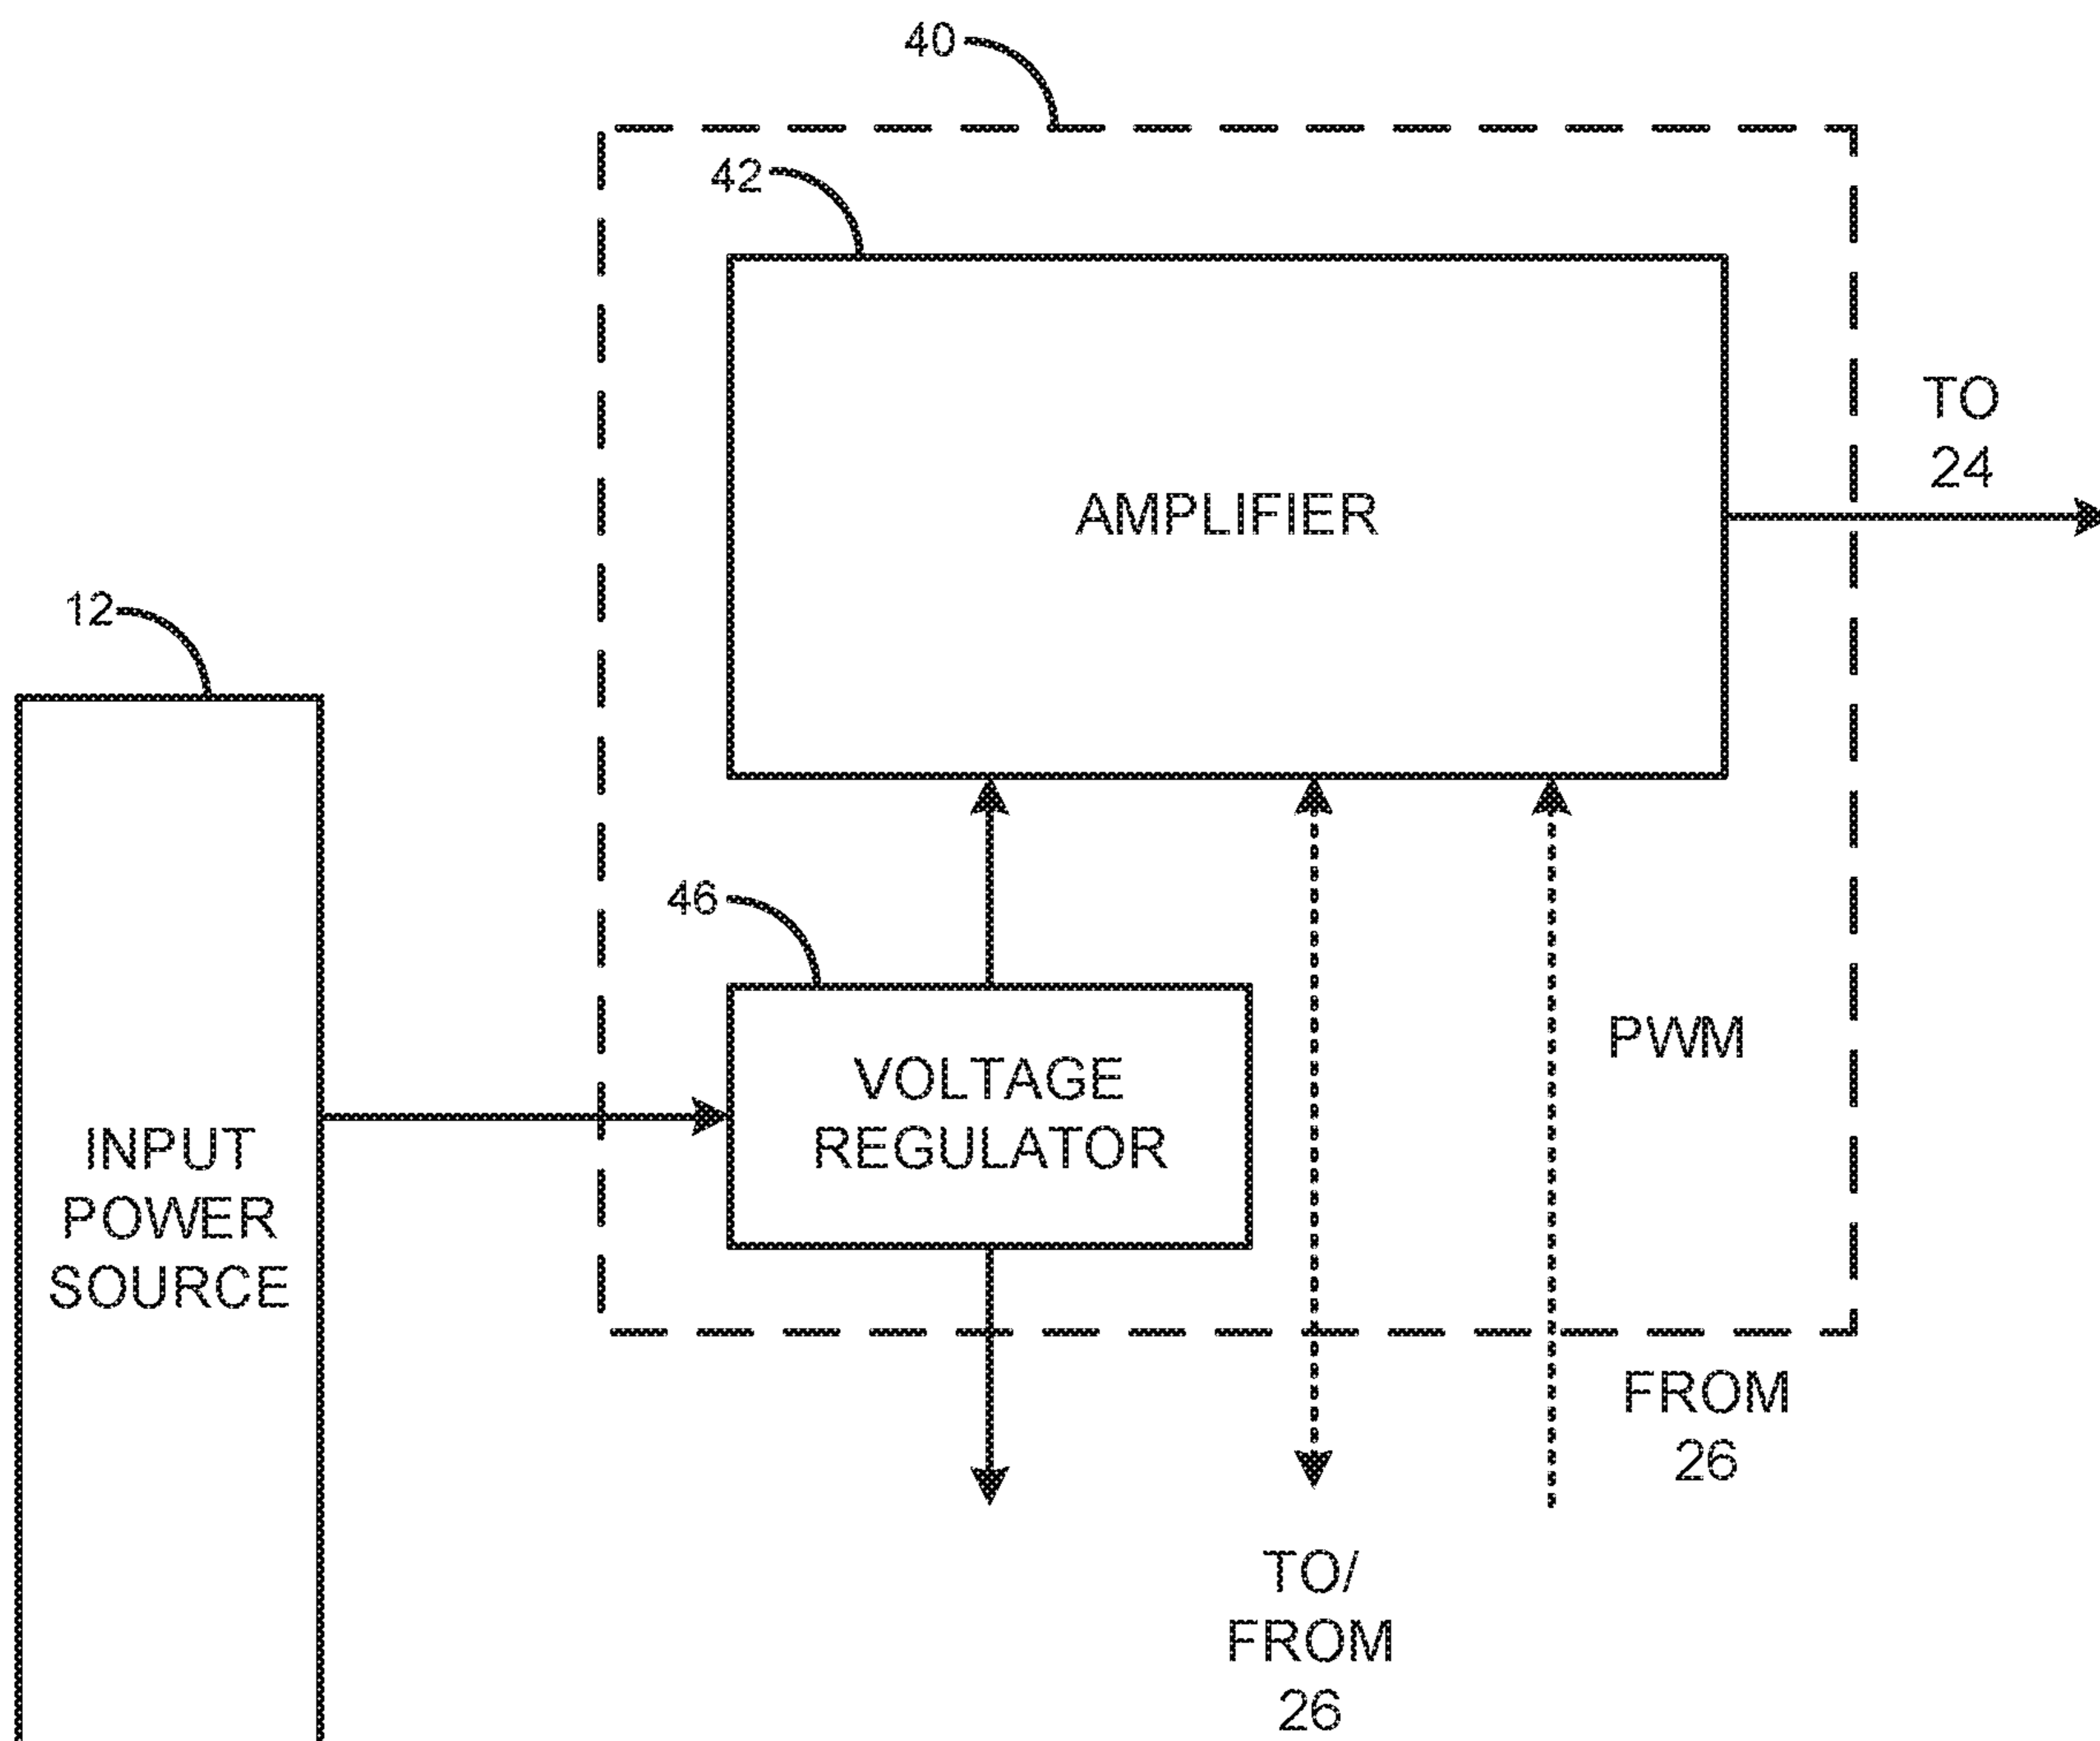 40
42
TO
24
AMPLIFIER
12
46
VOLTAGE
REGULATOR
PWM
INPUT
POWER
SOURCE
FROM
26
TO/
FROM
26